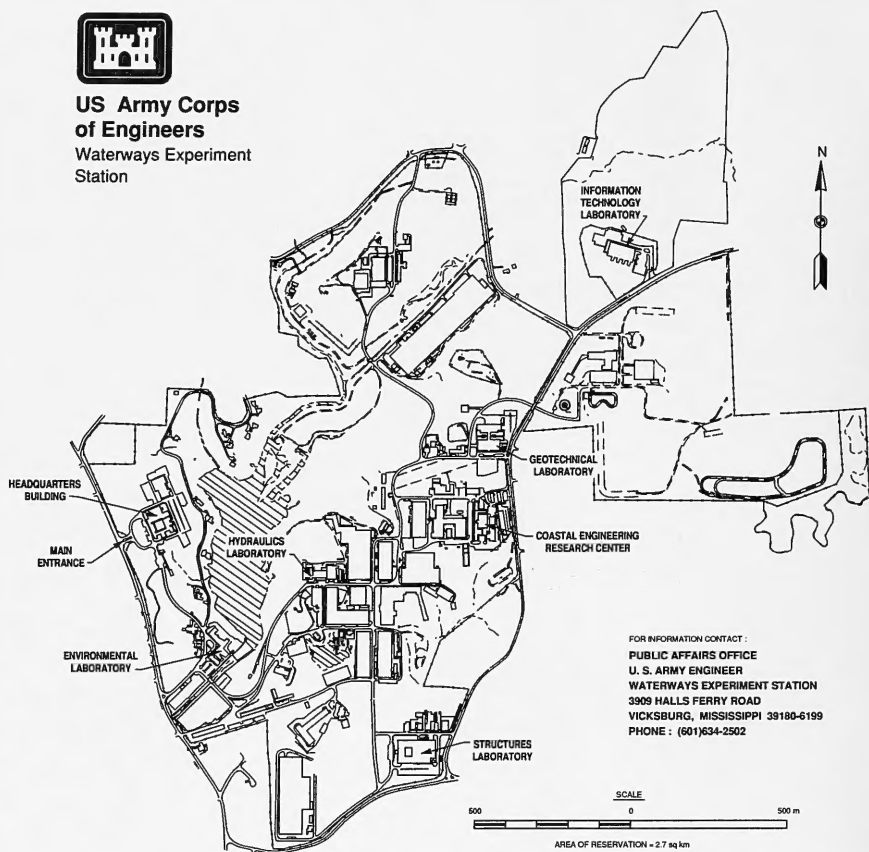 US Army Corps
of Engineers
Waterways Experiment
Station
N
INFORMATION
TECHNOLOGY
LABORATORY
GEOTECHNICAL
LABORATORY
HEADQUARTERS
BUILDING
MAIN
ENTRANCE
HYDRAULICS
LABORATORY
COASTAL ENGINEERING
RESEARCH CENTER
ENVIRONMENTAL
LABORATORY
STRUCTURES
LABORATORY
FOR INFORMATION CONTACT :
PUBLIC AFFAIRS OFFICE
U. S. ARMY ENGINEER
WATERWAYS EXPERIMENT STATION
3909 HALLS FERRY ROAD
VICKSBURG, MISSISSIPPI 39180-6199
PHONE : (601)634-2502
SCALE
500 0 500 m
AREA OF RESERVATION = 2.7 sq km